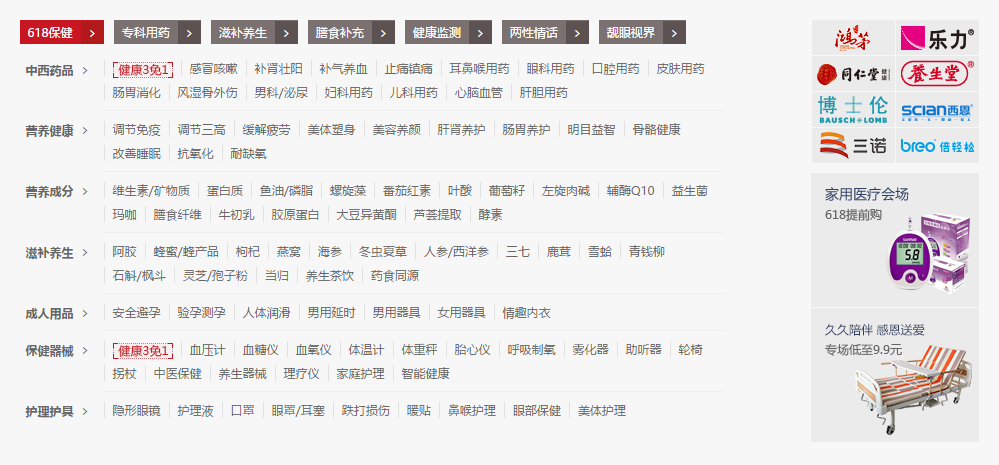 618保健 > 专科用药 > 滋补养生 > 膳食补充 > 健康监测 > 两性情话 > 靓眼视界 >
中西药品 > 健康3免1 感冒咳嗽 补肾壮阳 补气养血 止痛镇痛 耳鼻喉用药 眼科用药 口腔用药 皮肤用药
肠胃消化 风湿骨外伤 男科/泌尿 妇科用药 儿科用药 心脑血管 肝胆用药
营养健康 > 调节免疫 调节三高 缓解疲劳 美体塑身 美容养颜 肝肾养护 肠胃养护 明目益智 骨骼健康
改善睡眠 抗氧化 耐缺氧
营养成分 > 维生素/矿物质 蛋白质 鱼油/磷脂 螺旋藻 番茄红素 叶酸 葡萄籽 左旋肉碱 辅酶Q10 益生菌
玛咖 膳食纤维 牛初乳 胶原蛋白 大豆异黄酮 芦荟提取 酵素
滋补养生 > 阿胶 蜂蜜/蜂产品 枸杞 燕窝 海参 冬虫夏草 人参/西洋参 三七 鹿茸 雪蛤 青钱柳
石斛/枫斗 灵芝/孢子粉 当归 养生茶饮 药食同源
成人用品 > 安全避孕 验孕测孕 人体润滑 男用延时 男用器具 女用器具 情趣内衣
保健器械 > 健康3免1 血压计 血糖仪 血氧仪 体温计 体重秤 胎心仪 呼吸制氧 雾化器 助听器 轮椅
拐杖 中医保健 养生器械 理疗仪 家庭护理 智能健康
护理护具 > 隐形眼镜 护理液 口罩 眼罩/耳塞 跌打损伤 暖贴 鼻喉护理 眼部保健 美体护理
鸿茅 乐力®
同仁堂 健康 養生堂®
博士伦 BAUSCH+LOMB SCIAN西恩
三诺 breo 倍轻松
家用医疗会场
618提前购
5.8
久久陪伴 感恩送爱
专场低至9.9元